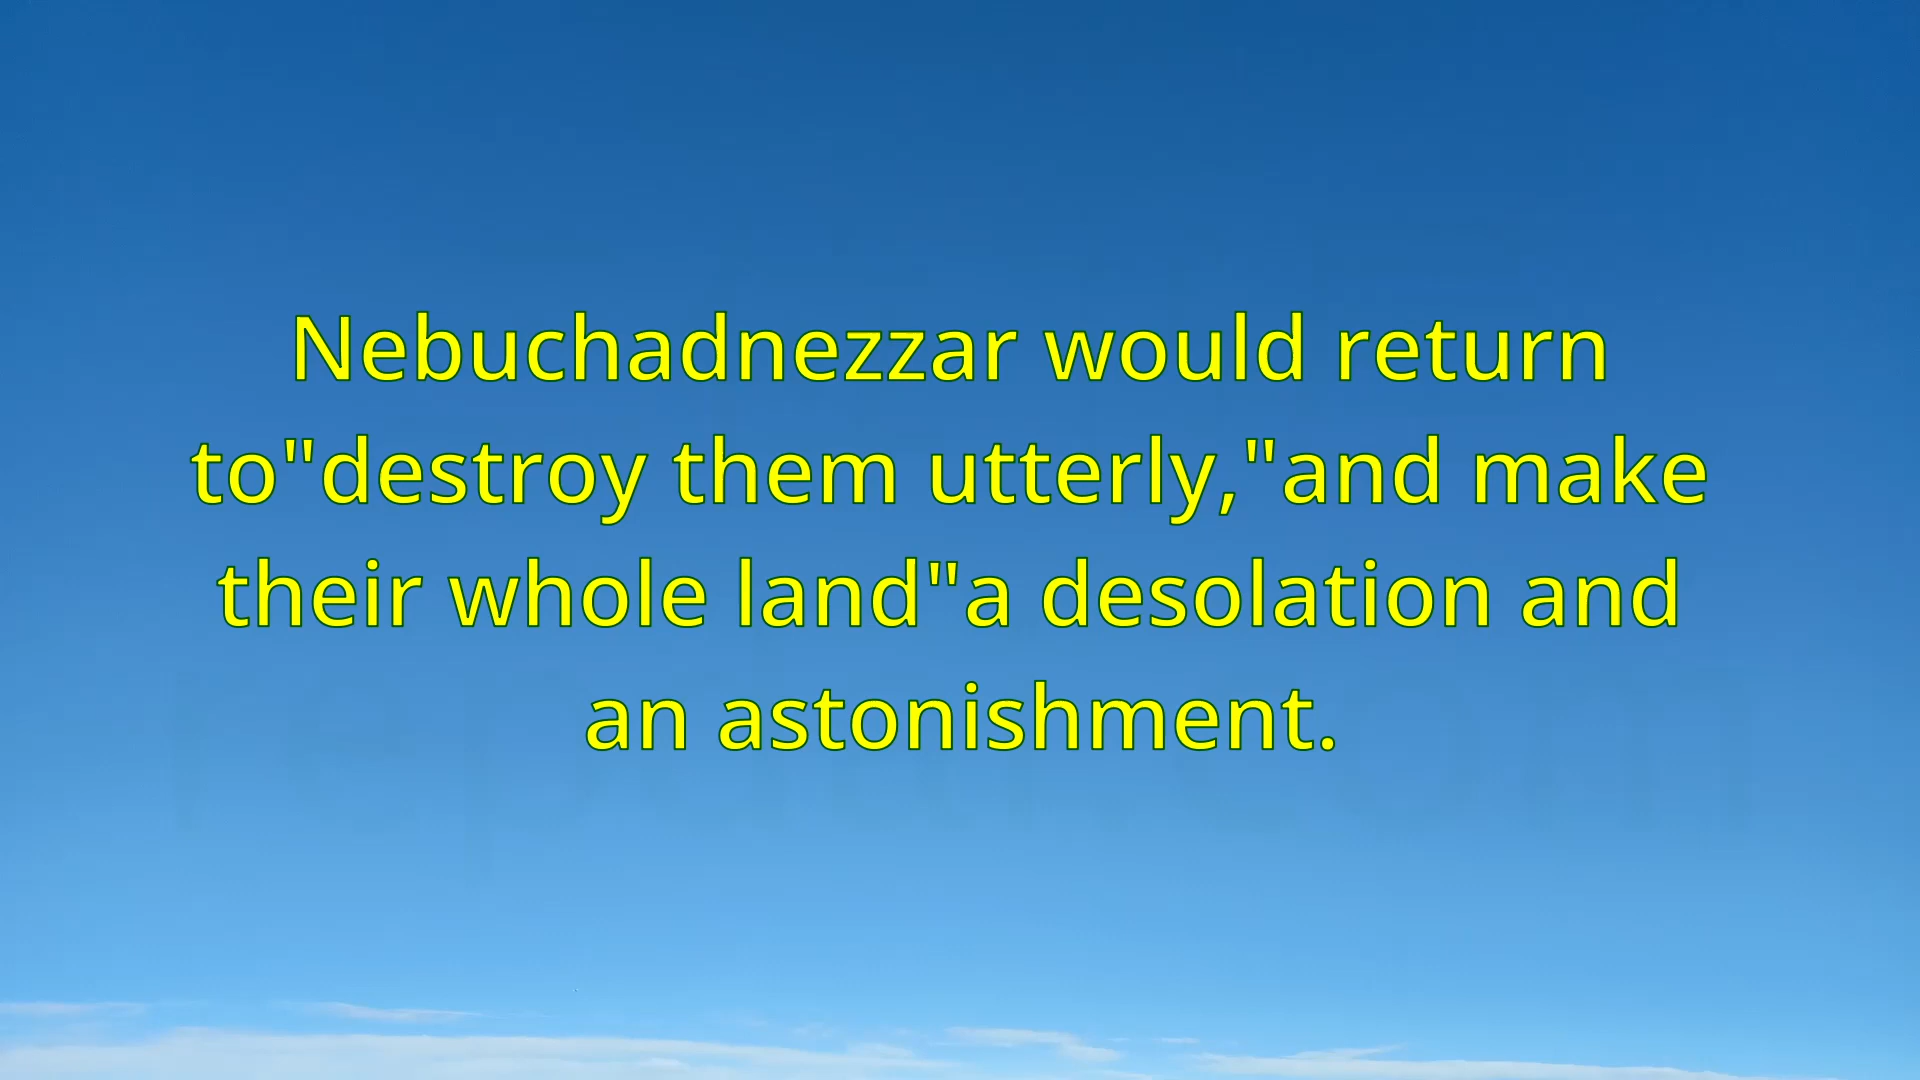 Nebuchadnezzar would return
to"destroy them utterly,"and make
their whole land"a desolation and
an astonishment.